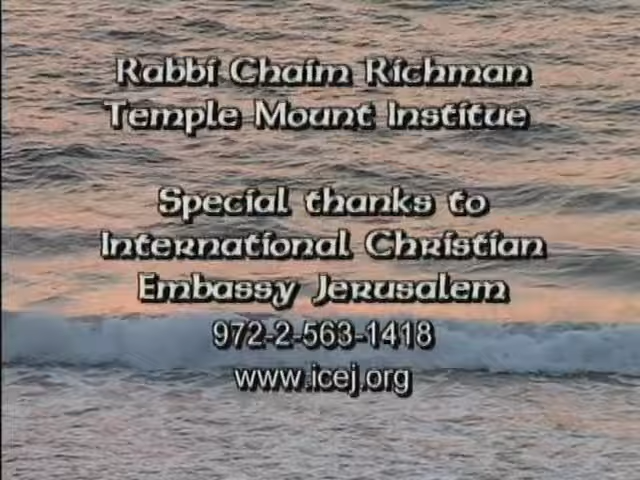 Rabbi Chaim Richman
Temple Mount Institue
Special thanks to
International Christian
Embassy Jerusalem
972-2-563-1418
www.icej.org